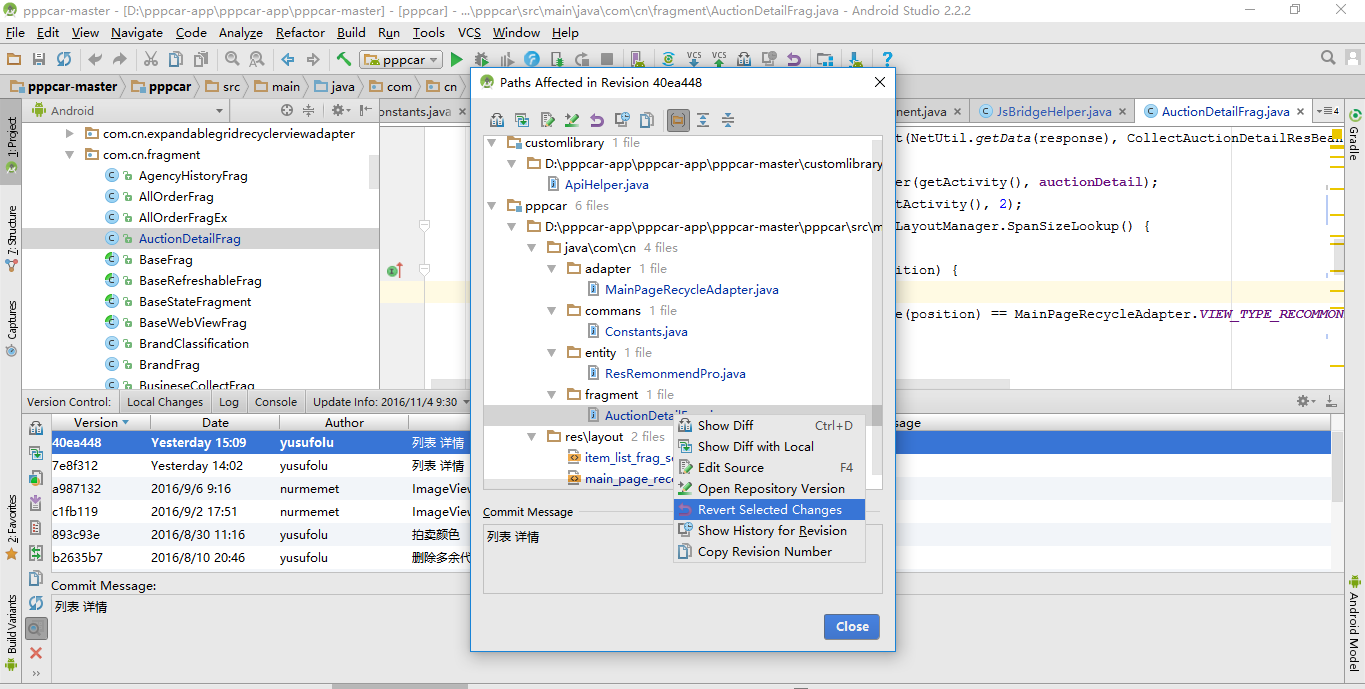 pppcar-master - [D:\pppcar-app\pppcar-app\pppcar-master] - [pppcar] - ...\pppcar\src\main\java\com\cn\fragment\AuctionDetailFrag.java - Android Studio 2.2.2
File Edit View Navigate Code Analyze Refactor Build Run Tools VCS Window Help
pppcar
pppcar-master pppcar src main java com cn
Android
onstants.java
nent.java JsBridgeHelper.java AuctionDetailFrag.java 4
1: Project
7: Structure
Captures
2: Favorites
Build Variants
Gradle
Android Model
com.cn.expandablegridrecyclerviewadapter
com.cn.fragment
AgencyHistoryFrag
AllOrderFrag
AllOrderFragEx
AuctionDetailFrag
BaseFrag
BaseRefreshableFrag
BaseStateFragment
BaseWebViewFrag
BrandClassification
BrandFrag
BusineseCollectFrag
t(NetUtil.getData(response), CollectAuctionDetailResBean
er(getActivity(), auctionDetail);
tActivity(), 2);
LayoutManager.SpanSizeLookup() {
ition) {
e(position) == MainPageRecycleAdapter.VIEW_TYPE_RECOMMON
Paths Affected in Revision 40ea448
customlibrary 1 file
D:\pppcar-app\pppcar-app\pppcar-master\customlibrary
ApiHelper.java
pppcar 6 files
D:\pppcar-app\pppcar-app\pppcar-master\pppcar\src\m
java\com\cn 4 files
adapter 1 file
MainPageRecycleAdapter.java
commans 1 file
Constants.java
entity 1 file
ResRemonmendPro.java
fragment 1 file
res\layout 2 files
item_list_frag_s
main_page_rec
Show Diff Ctrl+D
Show Diff with Local
Edit Source F4
Open Repository Version
Revert Selected Changes
Show History for Revision
Copy Revision Number
Commit Message
列表 详情
Close
Version Control: Local Changes Log Console Update Info: 2016/11/4 9:30
Version Date Author sage
40ea448 Yesterday 15:09 yusufolu 列表 详情
7e8f312 Yesterday 14:02 yusufolu 列表 详情
a987132 2016/9/6 9:16 nurmemet ImageView
c1fb119 2016/9/2 17:51 nurmemet ImageView
893c93e 2016/8/30 11:16 yusufolu 拍卖颜色
b2635b7 2016/8/10 20:46 yusufolu 删除多余代
Commit Message:
列表 详情